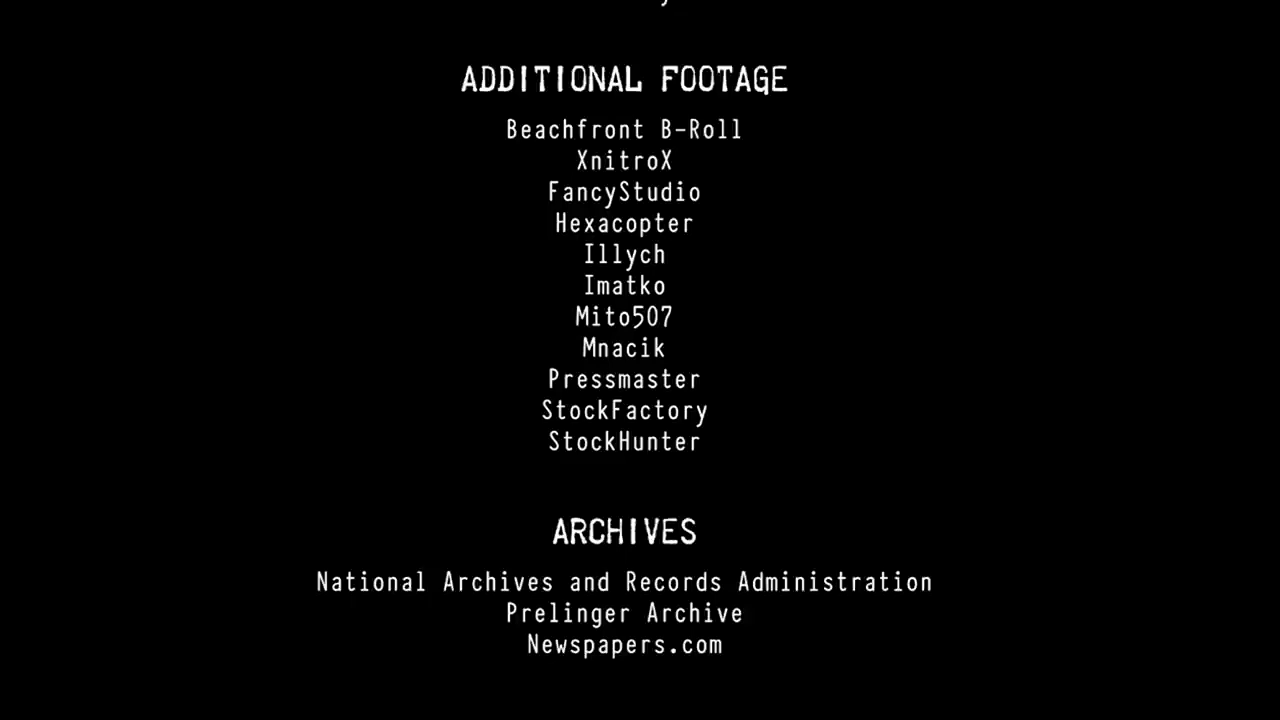 ADDITIONAL FOOTAGE
Beachfront B-Roll
XnitroX
FancyStudio
Hexacopter
Illych
Imatko
Mito507
Mnacik
Pressmaster
StockFactory
StockHunter
ARCHIVES
National Archives and Records Administration
Prelinger Archive
Newspapers.com